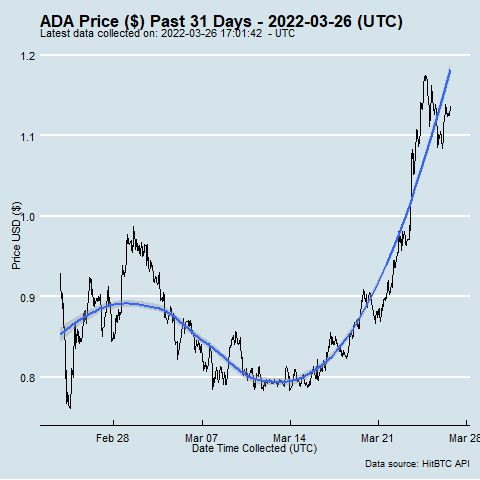 ADA Price ($) Past 31 Days - 2022-03-26 (UTC)
Latest data collected on: 2022-03-26 17:01:42 - UTC
1.2
1.1
1.0
0.9
0.8
Price USD ($)
Feb 28
Mar 07
Mar 14
Mar 21
Mar 28
Date Time Collected (UTC)
Data source: HitBTC API